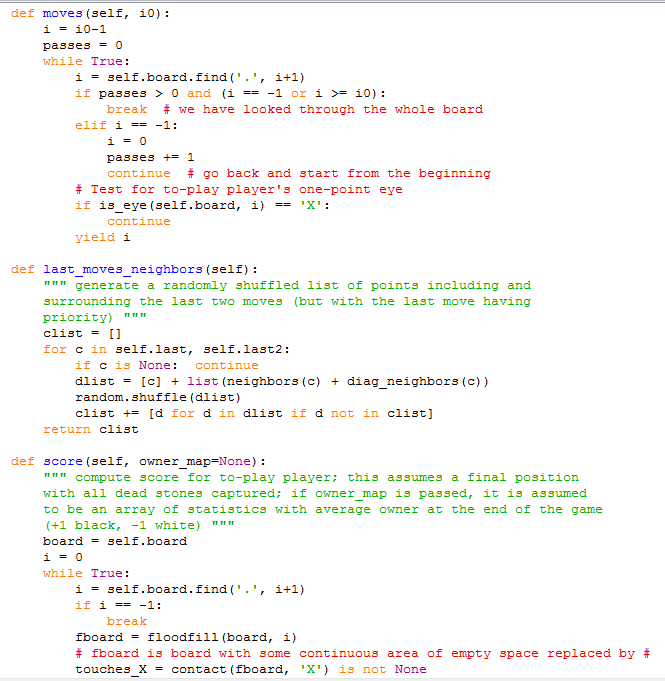 def moves(self, i0):
    i = i0-1
    passes = 0
    while True:
        i = self.board.find('.', i+1)
        if passes > 0 and (i == -1 or i >= i0):
            break  # we have looked through the whole board
        elif i == -1:
            i = 0
            passes += 1
            continue  # go back and start from the beginning
        # Test for to-play player's one-point eye
        if is_eye(self.board, i) == 'X':
            continue
        yield i

def last_moves_neighbors(self):
    """ generate a randomly shuffled list of points including and
    surrounding the last two moves (but with the last move having
    priority) """
    clist = []
    for c in self.last, self.last2:
        if c is None:  continue
        dlist = [c] + list(neighbors(c) + diag_neighbors(c))
        random.shuffle(dlist)
        clist += [d for d in dlist if d not in clist]
    return clist

def score(self, owner_map=None):
    """ compute score for to-play player; this assumes a final position
    with all dead stones captured; if owner_map is passed, it is assumed
    to be an array of statistics with average owner at the end of the game
    (+1 black, -1 white) """
    board = self.board
    i = 0
    while True:
        i = self.board.find('.', i+1)
        if i == -1:
            break
        fboard = floodfill(board, i)
        # fboard is board with some continuous area of empty space replaced by #
        touches_X = contact(fboard, 'X') is not None